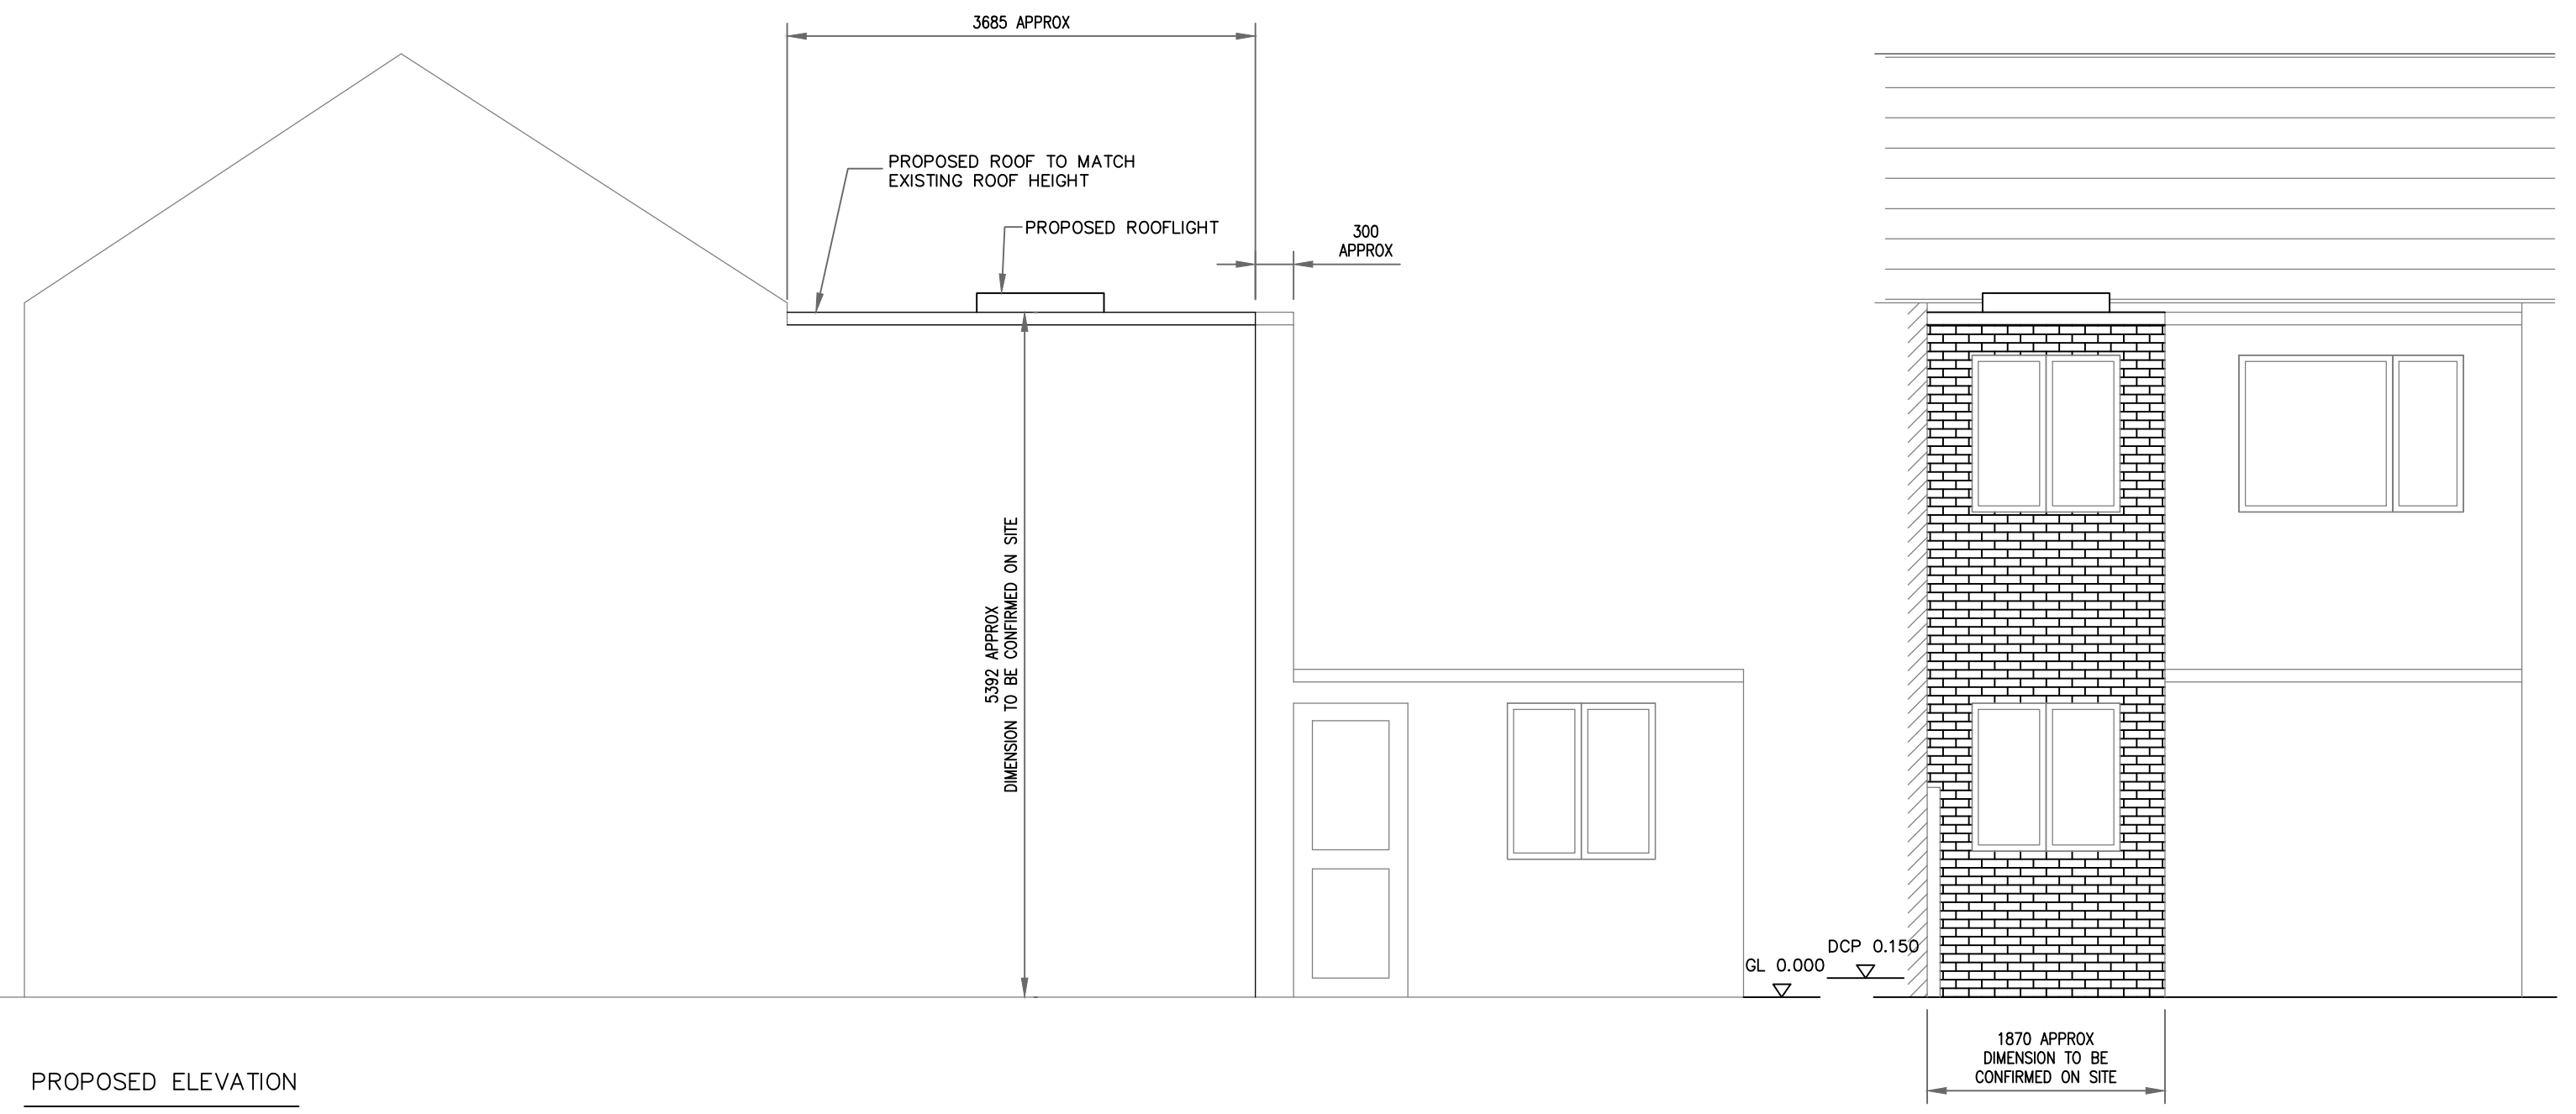 3685 APPROX
PROPOSED ROOF TO MATCH
EXISTING ROOF HEIGHT
PROPOSED ROOFLIGHT
300
APPROX
5392 APPROX
DIMENSION TO BE CONFIRMED ON SITE
GL 0.000
DCP 0.150
1870 APPROX
DIMENSION TO BE
CONFIRMED ON SITE
PROPOSED ELEVATION